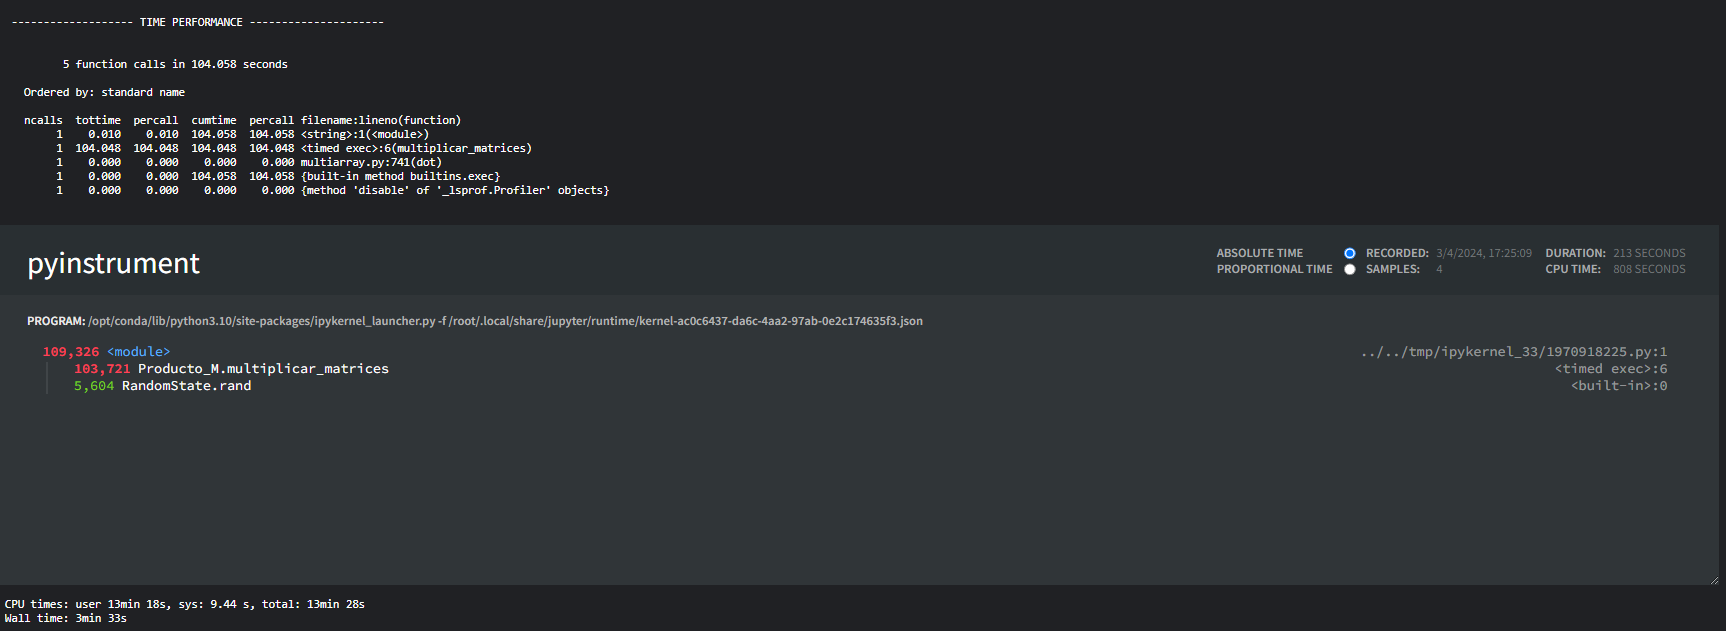 ------------------- TIME PERFORMANCE ---------------------
5 function calls in 104.058 seconds
Ordered by: standard name
ncalls  tottime  percall  cumtime  percall filename:lineno(function)
1    0.010    0.010  104.058  104.058 <string>:1(<module>)
1  104.048  104.048  104.048  104.048 <timed exec>:6(multiplicar_matrices)
1    0.000    0.000    0.000    0.000 multiarray.py:741(dot)
1    0.000    0.000  104.058  104.058 {built-in method builtins.exec}
1    0.000    0.000    0.000    0.000 {method 'disable' of '_lsprof.Profiler' objects}
pyinstrument
ABSOLUTE TIME RECORDED: 3/4/2024, 17:25:09 DURATION: 213 SECONDS
PROPORTIONAL TIME SAMPLES: 4 CPU TIME: 808 SECONDS
PROGRAM: /opt/conda/lib/python3.10/site-packages/ipykernel_launcher.py -f /root/.local/share/jupyter/runtime/kernel-ac0c6437-da6c-4aa2-97ab-0e2c174635f3.json
109,326 <module> ../../tmp/ipykernel_33/1970918225.py:1
103,721 Producto_M.multiplicar_matrices <timed exec>:6
5,604 RandomState.rand <built-in>:0
CPU times: user 13min 18s, sys: 9.44 s, total: 13min 28s
Wall time: 3min 33s